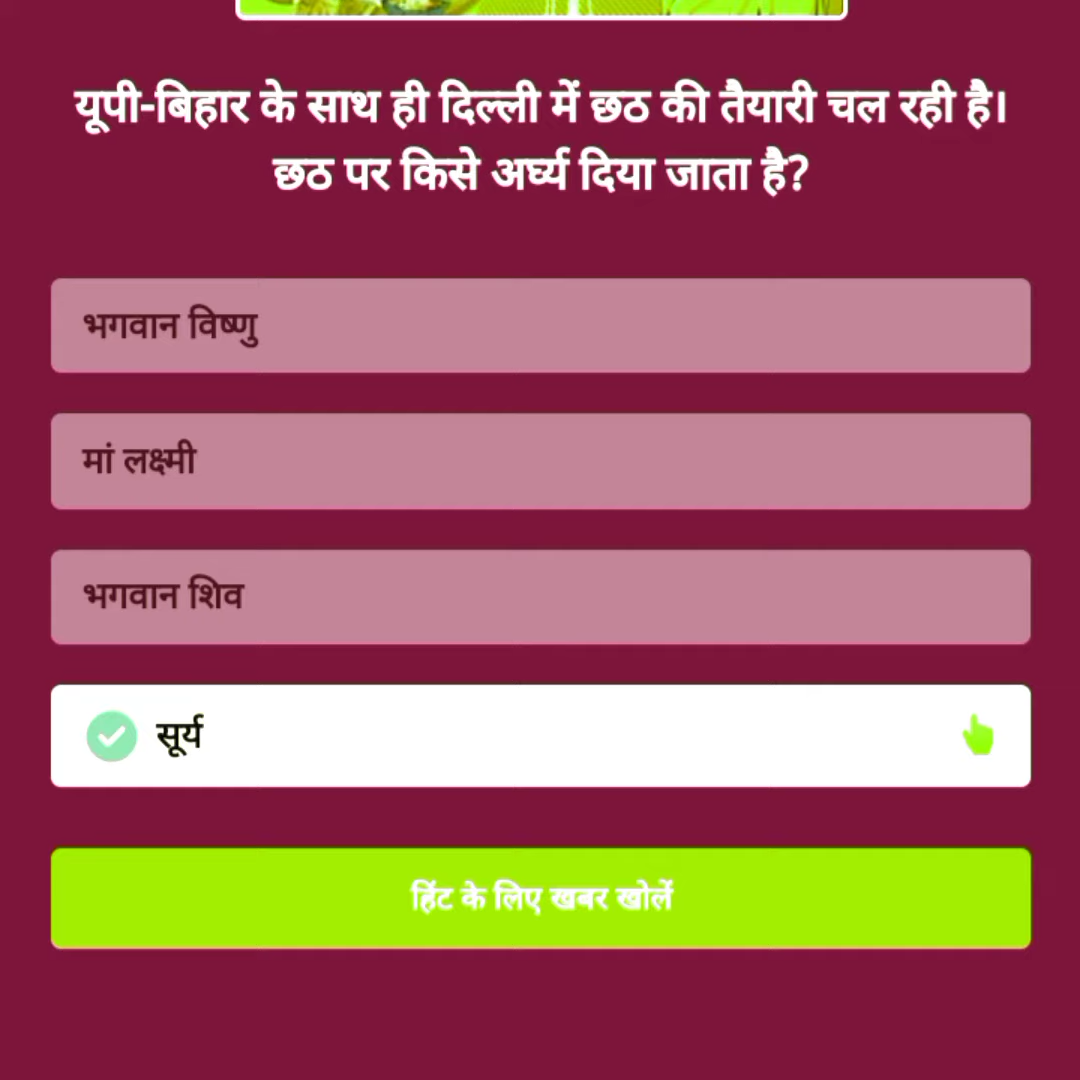 यूपी-बिहार के साथ ही दिल्ली में छठ की तैयारी चल रही है।
छठ पर किसे अर्घ्य दिया जाता है?
भगवान विष्णु
मां लक्ष्मी
भगवान शिव
सूर्य
हिंट के लिए खबर खोलें